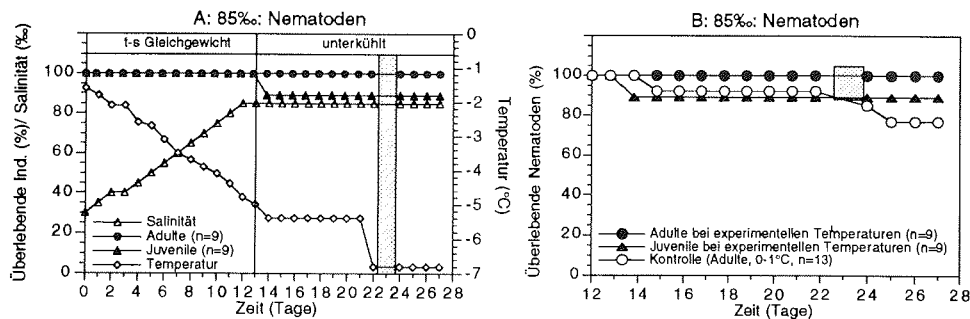 A: 85‰: Nematoden
t-s Gleichgewicht
unterkühlt
Überlebende Ind. (%)/ Salinität (‰)
100
80
60
40
20
0
0 2 4 6 8 10 12 14 16 18 20 22 24 26 28
Zeit (Tage)
0
-1
-2
-3
-4
-5
-6
-7
Temperatur (°C)
Salinität
Adulte (n=9)
Juvenile (n=9)
Temperatur
B: 85‰: Nematoden
Überlebende Nematoden (%)
100
80
60
40
20
0
12 14 16 18 20 22 24 26 28
Zeit (Tage)
Adulte bei experimentellen Temperaturen (n=9)
Juvenile bei experimentellen Temperaturen (n=9)
Kontrolle (Adulte, 0-1°C, n=13)